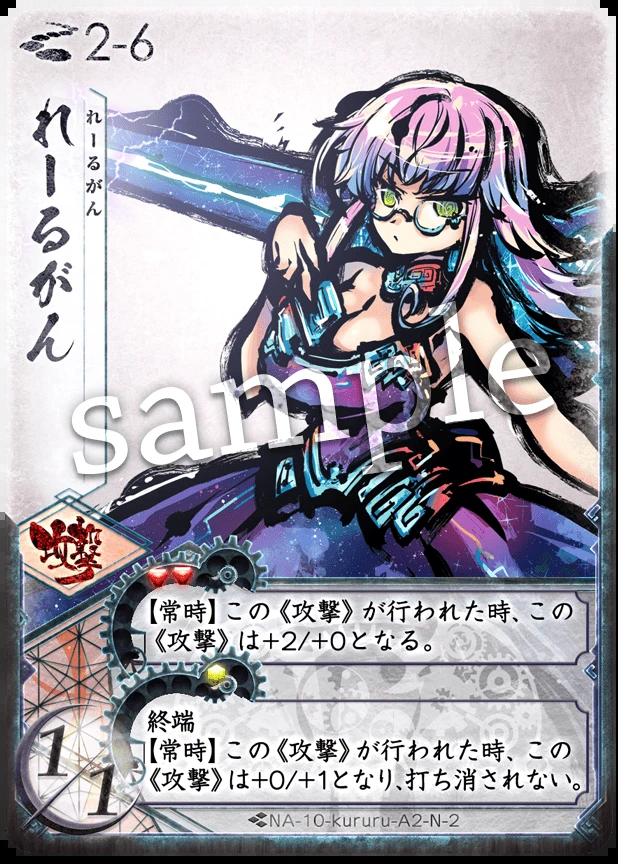 2-6
れーるがん
れーるがん
sample
攻撃
【常時】この《攻撃》が行われた時、この
《攻撃》は+2/+0となる。
終端
【常時】この《攻撃》が行われた時、この
《攻撃》は+0/+1となり、打ち消されない。
1/1
NA-10-kururu-A2-N-2